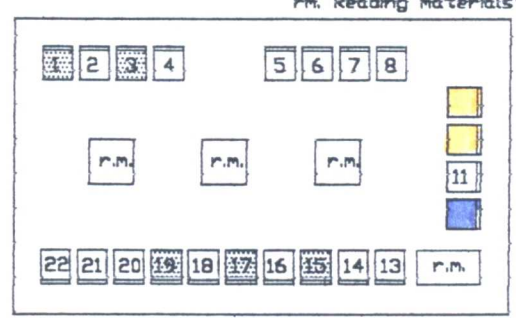 rm. Reading Materials
1 2 3 4 5 6 7 8
r.m. r.m. r.m.
11
22 21 20 19 18 17 16 15 14 13 r.m.